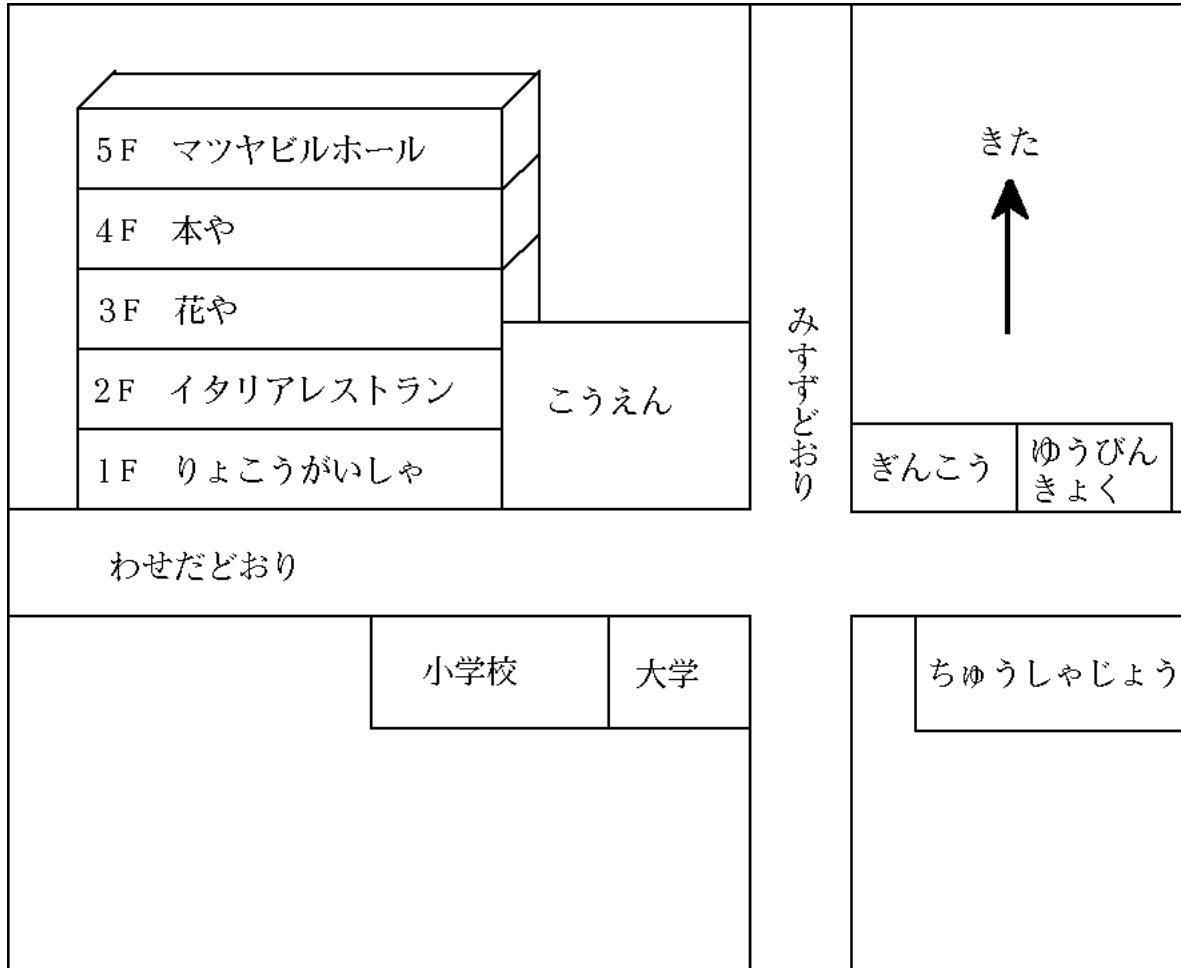 5F マツヤビルホール
4F 本や
3F 花や
2F イタリアレストラン
1F りょこうがいしゃ
こうえん
みすずどおり
きた
ぎんこう
ゆうびん
きょく
わせだどおり
小学校
大学
ちゅうしゃじょう